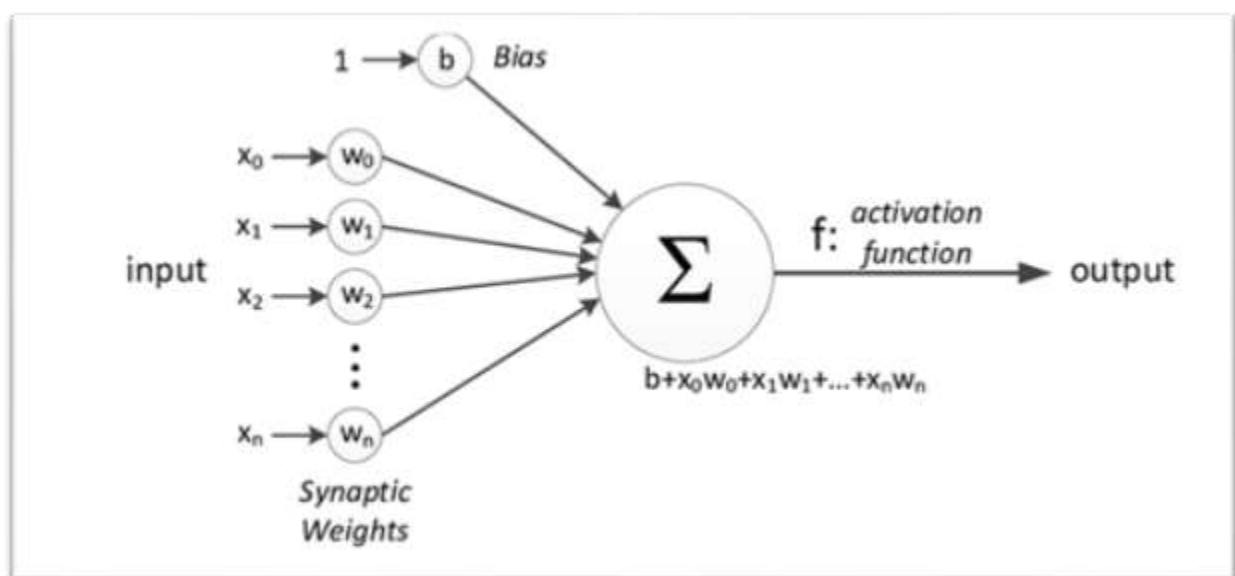 1 b Bias
x₀ w₀
x₁ w₁
input
x₂ w₂
xₙ wₙ
Synaptic
Weights
Σ
b+x₀w₀+x₁w₁+...+xₙwₙ
f: activation
function
output